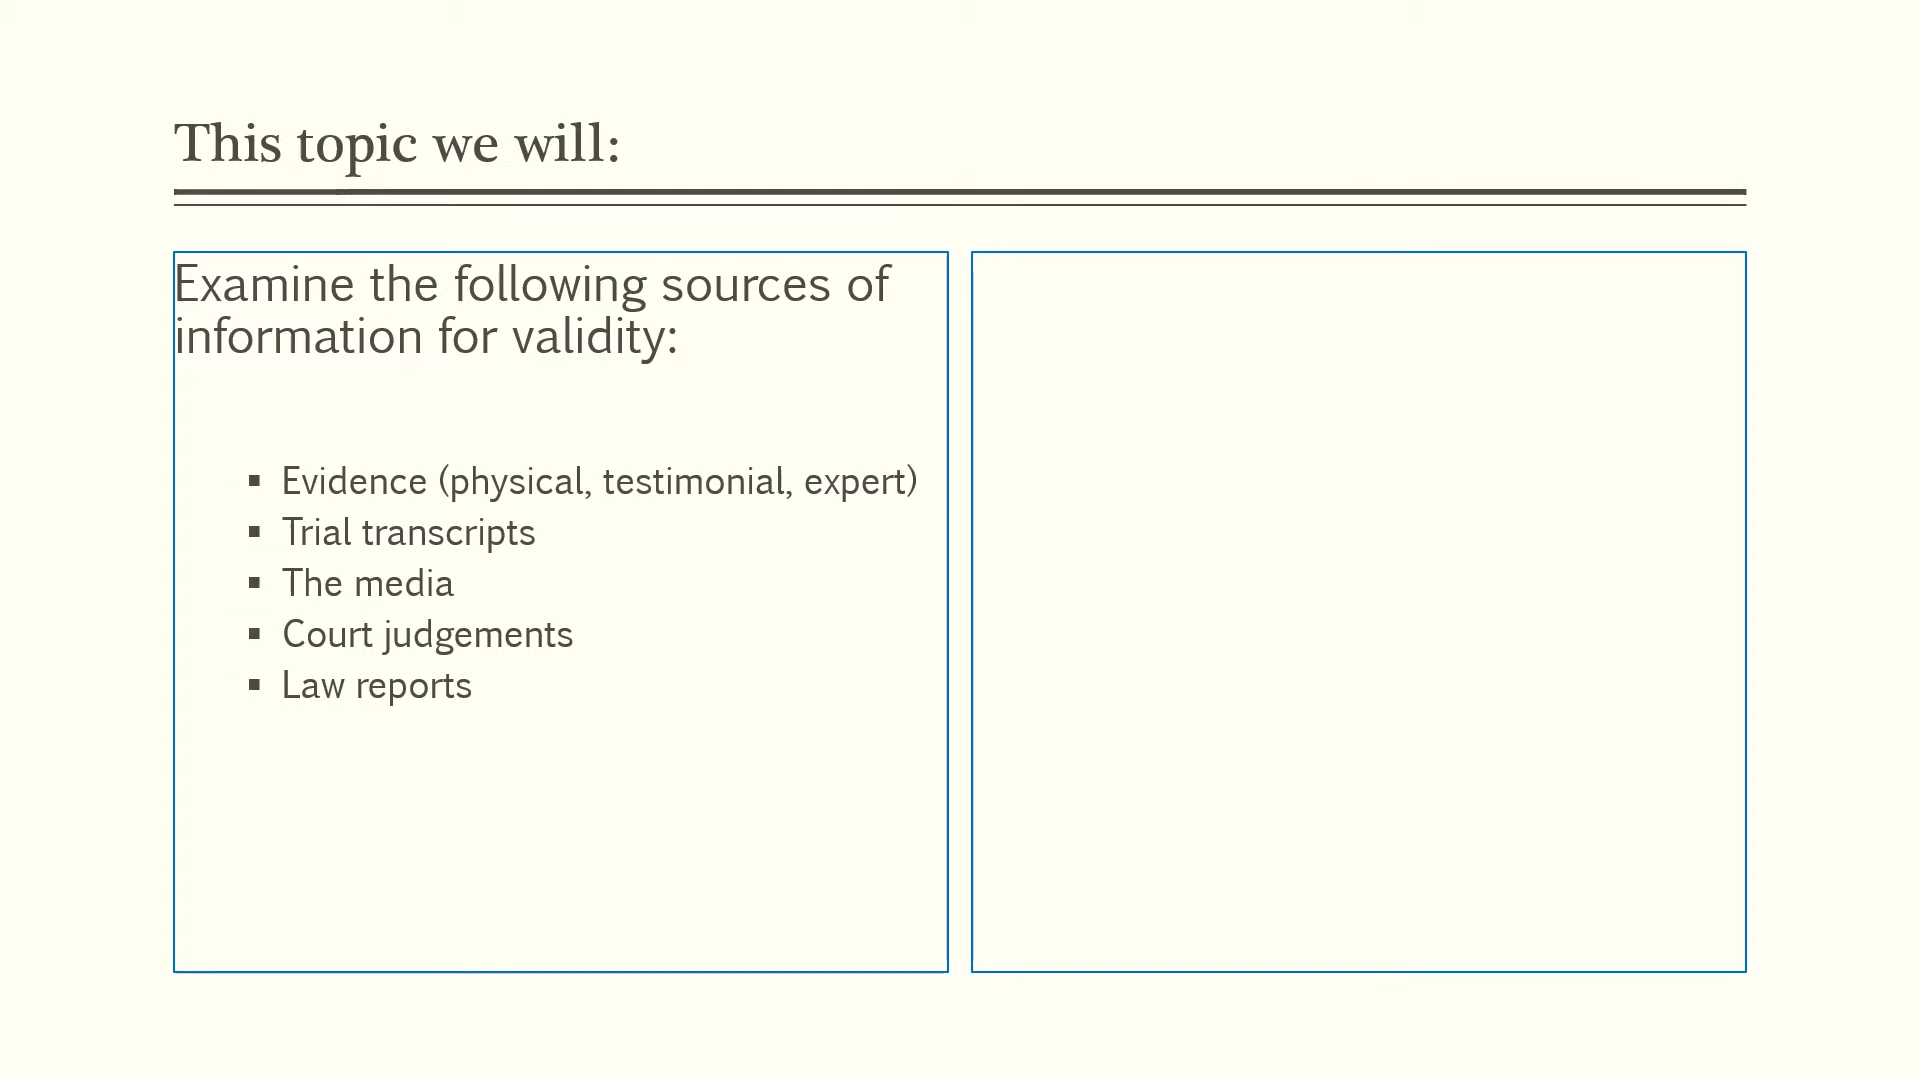 This topic we will:
Examine the following sources of
information for validity:
▪ Evidence (physical, testimonial, expert)
▪ Trial transcripts
▪ The media
▪ Court judgements
▪ Law reports